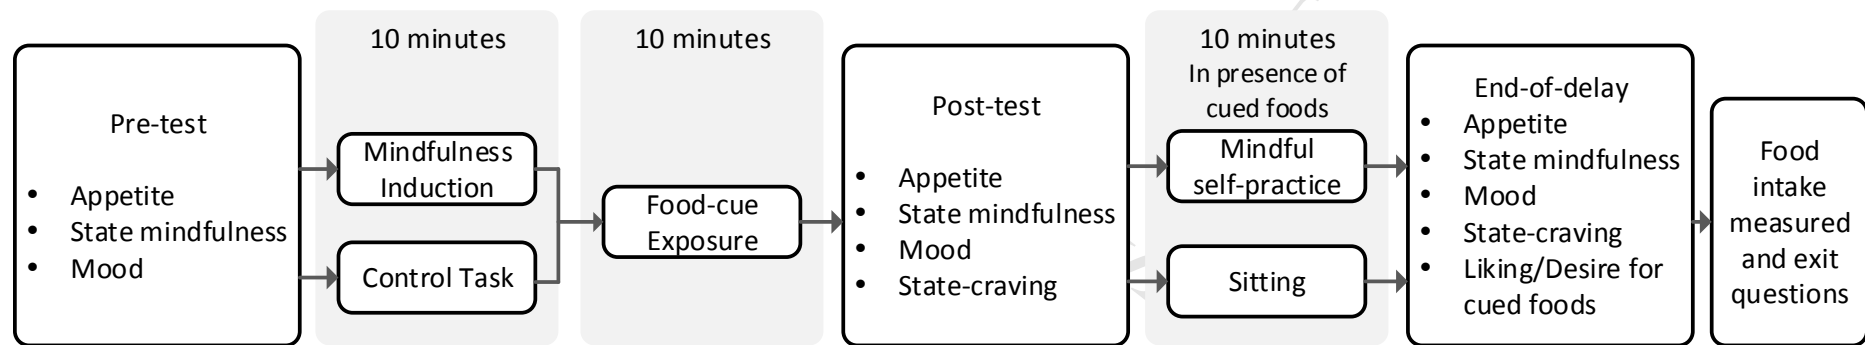 Pre-test
• Appetite
• State mindfulness
• Mood
10 minutes
Mindfulness
Induction
Control Task
10 minutes
Food-cue
Exposure
Post-test
• Appetite
• State mindfulness
• Mood
• State-craving
10 minutes
In presence of
cued foods
Mindful
self-practice
Sitting
End-of-delay
• Appetite
• State mindfulness
• Mood
• State-craving
• Liking/Desire for
cued foods
Food
intake
measured
and exit
questions